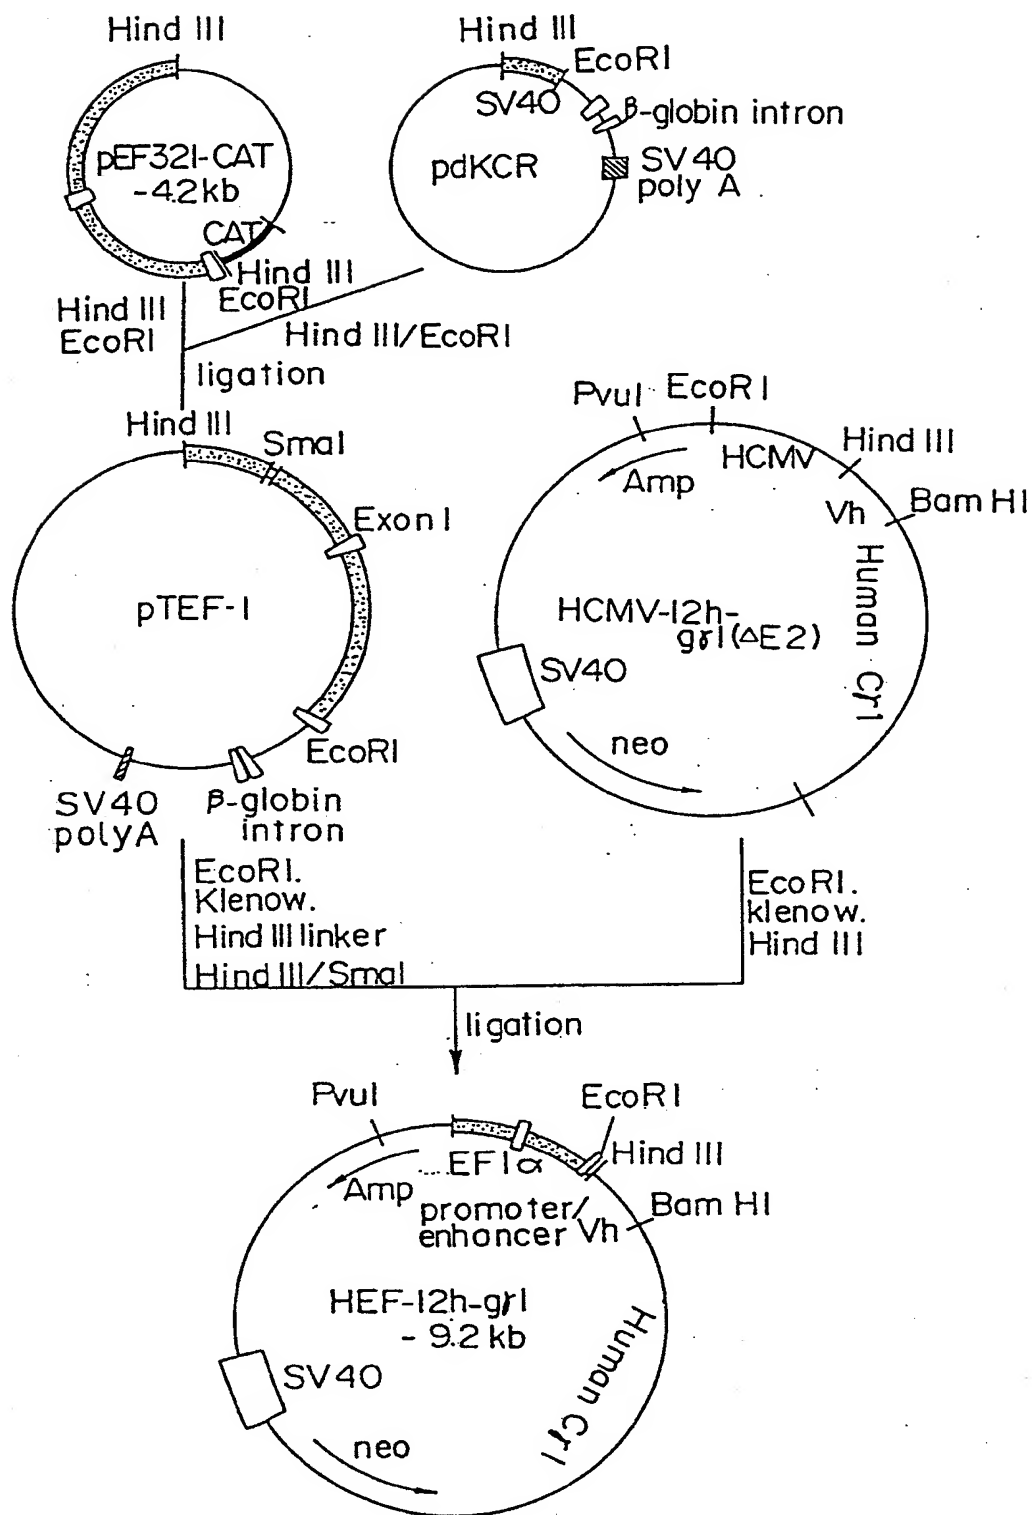 Hind III
pEF321-CAT
-4.2kb
CAT
Hind III
EcoRI
Hind III
EcoRI
SV40
β-globin intron
pdKCR
SV40
poly A
Hind III
EcoRI
Hind III/EcoRI
ligation
Hind III
SmaI
Exon I
pTEF-1
EcoRI
SV40
polyA
β-globin
intron
PvuI
EcoRI
HCMV
Hind III
Amp
Vh
Bam HI
Human Cγ1
HCMV-12h-
gγ1(△E2)
SV40
neo
EcoRI.
Klenow.
Hind III linker
Hind III/SmaI
EcoRI.
klenow.
Hind III
ligation
PvuI
EcoRI
Hind III
Amp
EF1α
promoter/
enhancer
Vh
Bam HI
HEF-12h-gγ1
- 9.2 kb
Human Cγ1
SV40
neo